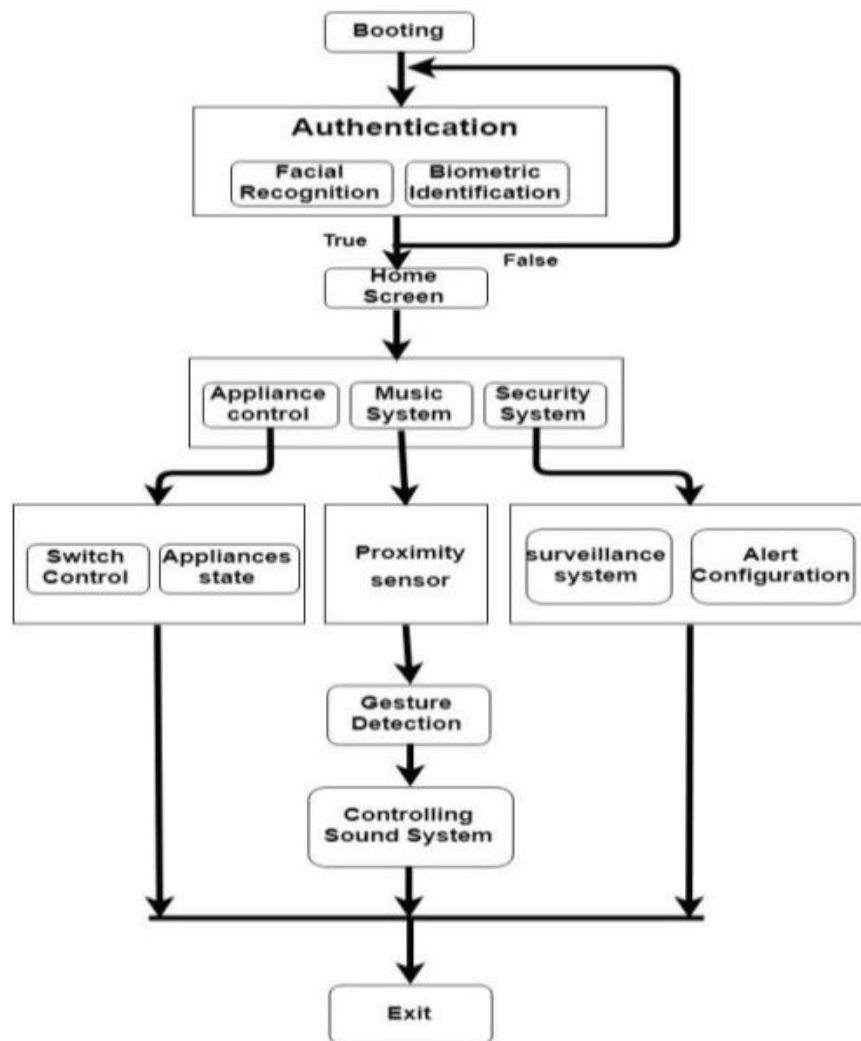 Booting
Authentication
Facial
Recognition
Biometric
Identification
True
False
Home
Screen
Appliance
control
Music
System
Security
System
Switch
Control
Appliances
state
Proximity
sensor
surveillance
system
Alert
Configuration
Gesture
Detection
Controlling
Sound System
Exit